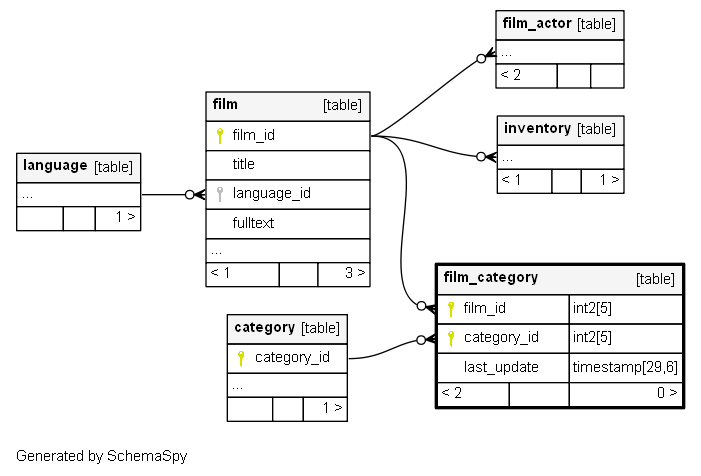 film_actor [table]
...
< 2
film [table]
film_id
title
language_id
fulltext
...
< 1 3 >
inventory [table]
...
< 1 1 >
language [table]
...
1 >
film_category [table]
film_id int2[5]
category_id int2[5]
last_update timestamp[29,6]
< 2 0 >
category [table]
category_id
...
1 >
Generated by SchemaSpy